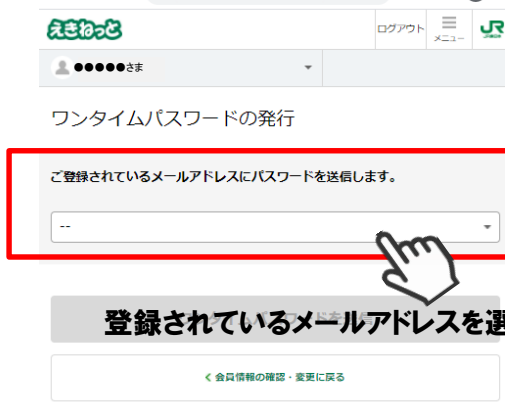 えきねっと
ログアウト
メニュー
JR
●●●●●さま
ワンタイムパスワードの発行
ご登録されているメールアドレスにパスワードを送信します。
--
登録されているメールアドレスを選
会員情報の確認・変更に戻る